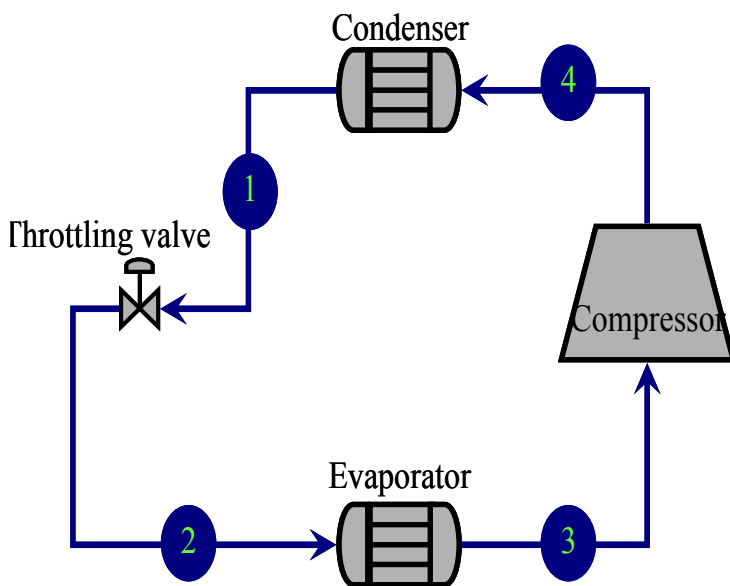 Condenser
4
1
Throttling valve
Compressor
Evaporator
2
3